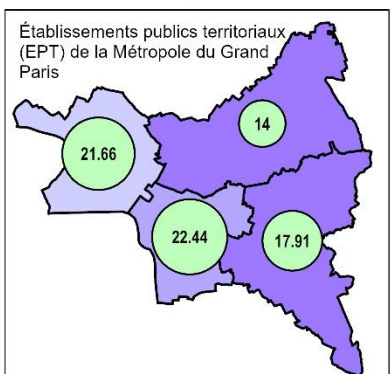 Établissements publics territoriaux
(EPT) de la Métropole du Grand
Paris
14
21.66
22.44
17.91